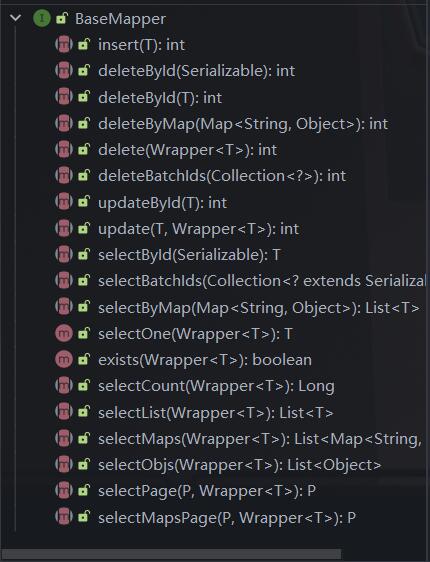 BaseMapper
insert(T): int
deleteById(Serializable): int
deleteById(T): int
deleteByMap(Map<String, Object>): int
delete(Wrapper<T>): int
deleteBatchIds(Collection<?>): int
updateById(T): int
update(T, Wrapper<T>): int
selectById(Serializable): T
selectBatchIds(Collection<? extends Serializa
selectByMap(Map<String, Object>): List<T>
selectOne(Wrapper<T>): T
exists(Wrapper<T>): boolean
selectCount(Wrapper<T>): Long
selectList(Wrapper<T>): List<T>
selectMaps(Wrapper<T>): List<Map<String,
selectObjs(Wrapper<T>): List<Object>
selectPage(P, Wrapper<T>): P
selectMapsPage(P, Wrapper<T>): P